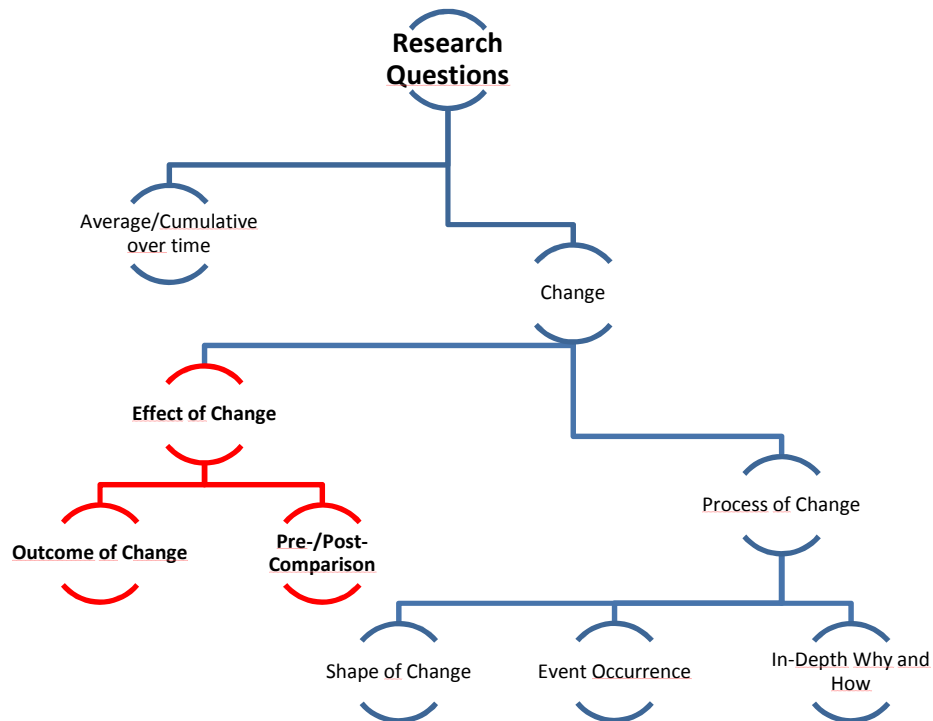 Research
Questions
Average/Cumulative
over time
Change
Effect of Change
Process of Change
Outcome of Change
Pre-/Post-
Comparison
Shape of Change
Event Occurrence
In-Depth Why and
How